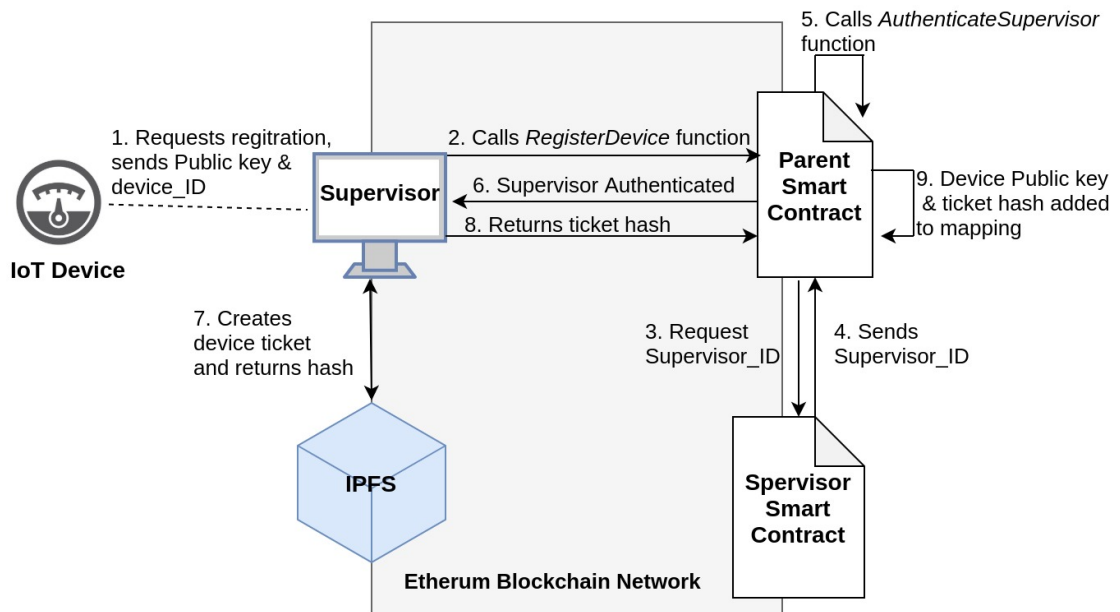 5. Calls AuthenticateSupervisor
function
1. Requests regitration,
sends Public key &
device_ID
2. Calls RegisterDevice function
Supervisor
6. Supervisor Authenticated
8. Returns ticket hash
Parent
Smart
Contract
9. Device Public key
& ticket hash added
to mapping
IoT Device
7. Creates
device ticket
and returns hash
3. Request
Supervisor_ID
4. Sends
Supervisor_ID
IPFS
Spervisor
Smart
Contract
Etherum Blockchain Network